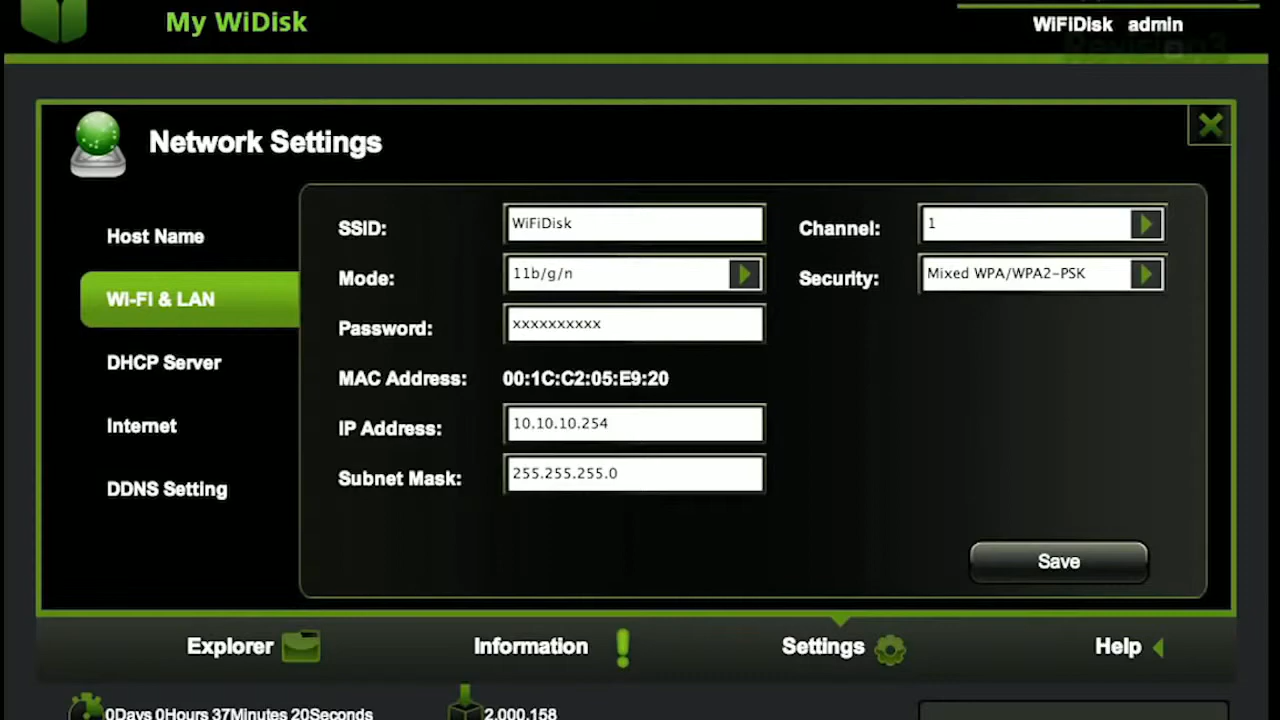 My WiDisk
WiFiDisk admin
Network Settings
Host Name
Wi-Fi & LAN
DHCP Server
Internet
DDNS Setting
SSID: WiFiDisk
Channel: 1
Mode: 11b/g/n
Security: Mixed WPA/WPA2-PSK
Password: xxxxxxxxxx
MAC Address: 00:1C:C2:05:E9:20
IP Address: 10.10.10.254
Subnet Mask: 255.255.255.0
Save
Explorer
Information
Settings
Help
0Days 0Hours 37Minutes 20Seconds
2,000,158